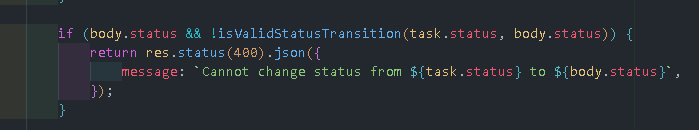 if (body.status && !isValidStatusTransition(task.status, body.status)) {
return res.status(400).json({
message: `Cannot change status from ${task.status} to ${body.status}`,
});
}